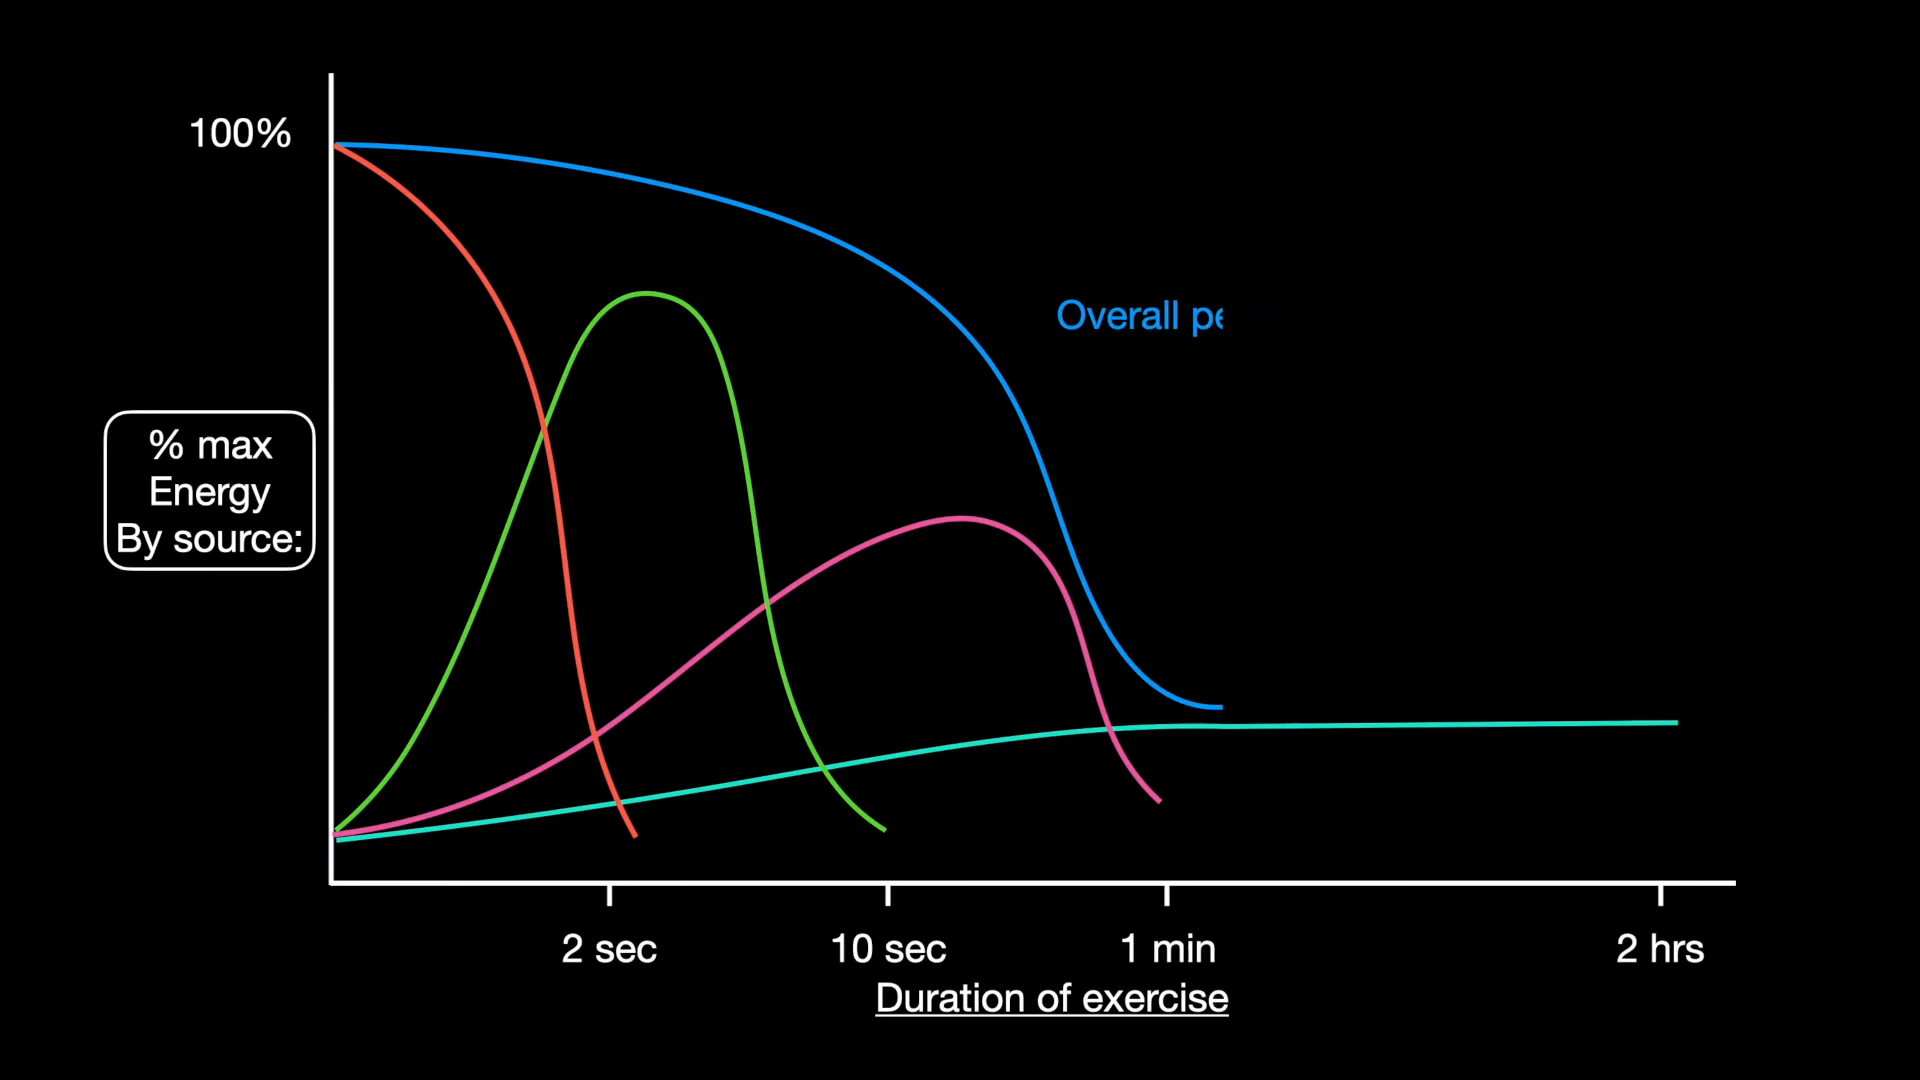 100%
Overall
% max
Energy
By source:
2 sec
10 sec
1 min
2 hrs
Duration of exercise